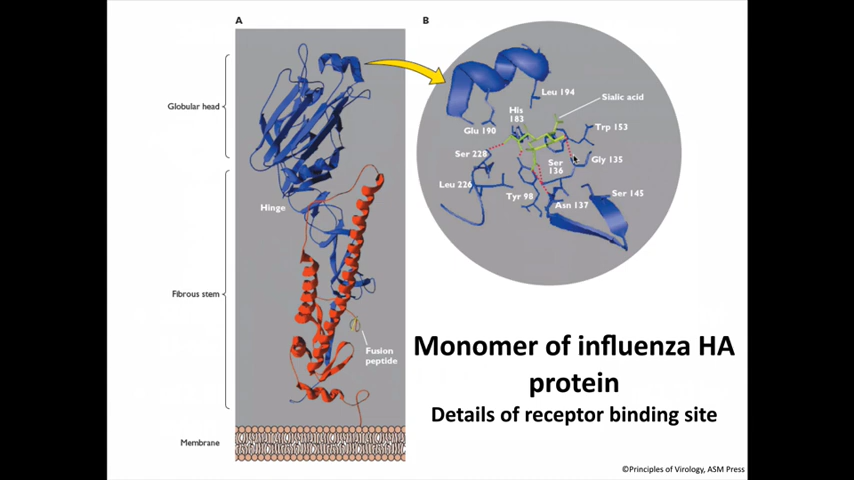 A
B
Globular head
Hinge
Fibrous stem
Fusion
peptide
Membrane
Leu 194
Sialic acid
His
183
Glu 190
Trp 153
Ser 228
Gly 135
Ser
136
Leu 226
Ser 145
Tyr 98
Asn 137
Monomer of influenza HA
protein
Details of receptor binding site
©Principles of Virology, ASM Press